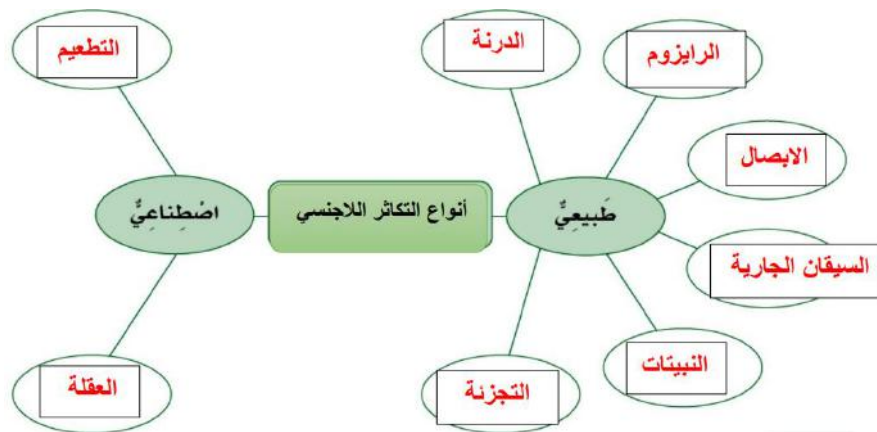 أنواع التكاثر اللاجنسي
طَبيعِيٌّ
الدرنة
الرايزوم
الابصال
السيقان الجارية
النبيتات
التجزئة
اصْطِناعِيٌّ
التطعيم
العقلة